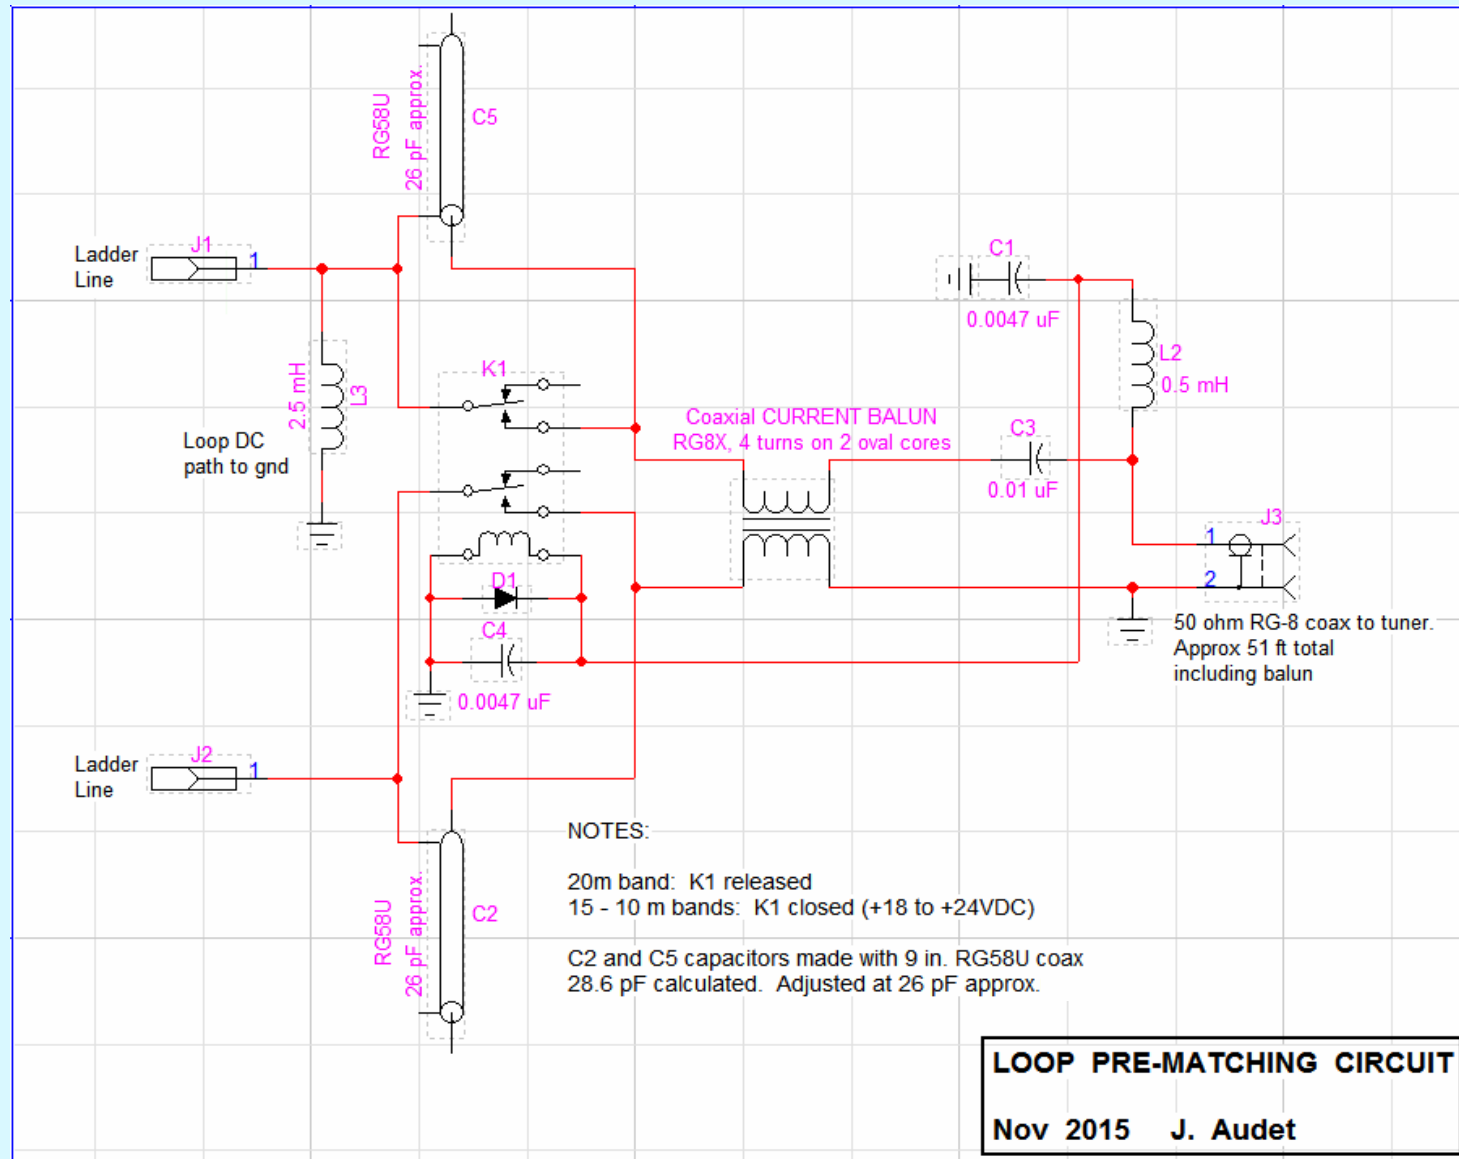 RG58U
26 pF approx.
C5
Ladder
Line
J1
1
2.5 mH
L3
Loop DC
path to gnd
K1
C1
0.0047 uF
L2
0.5 mH
Coaxial CURRENT BALUN
RG8X, 4 turns on 2 oval cores
C3
0.01 uF
J3
1
2
50 ohm RG-8 coax to tuner.
Approx 51 ft total
including balun
D1
C4
0.0047 uF
Ladder
Line
J2
1
RG58U
26 pF approx.
C2
NOTES:
20m band: K1 released
15 - 10 m bands: K1 closed (+18 to +24VDC)
C2 and C5 capacitors made with 9 in. RG58U coax
28.6 pF calculated. Adjusted at 26 pF approx.
LOOP PRE-MATCHING CIRCUIT
Nov 2015 J. Audet